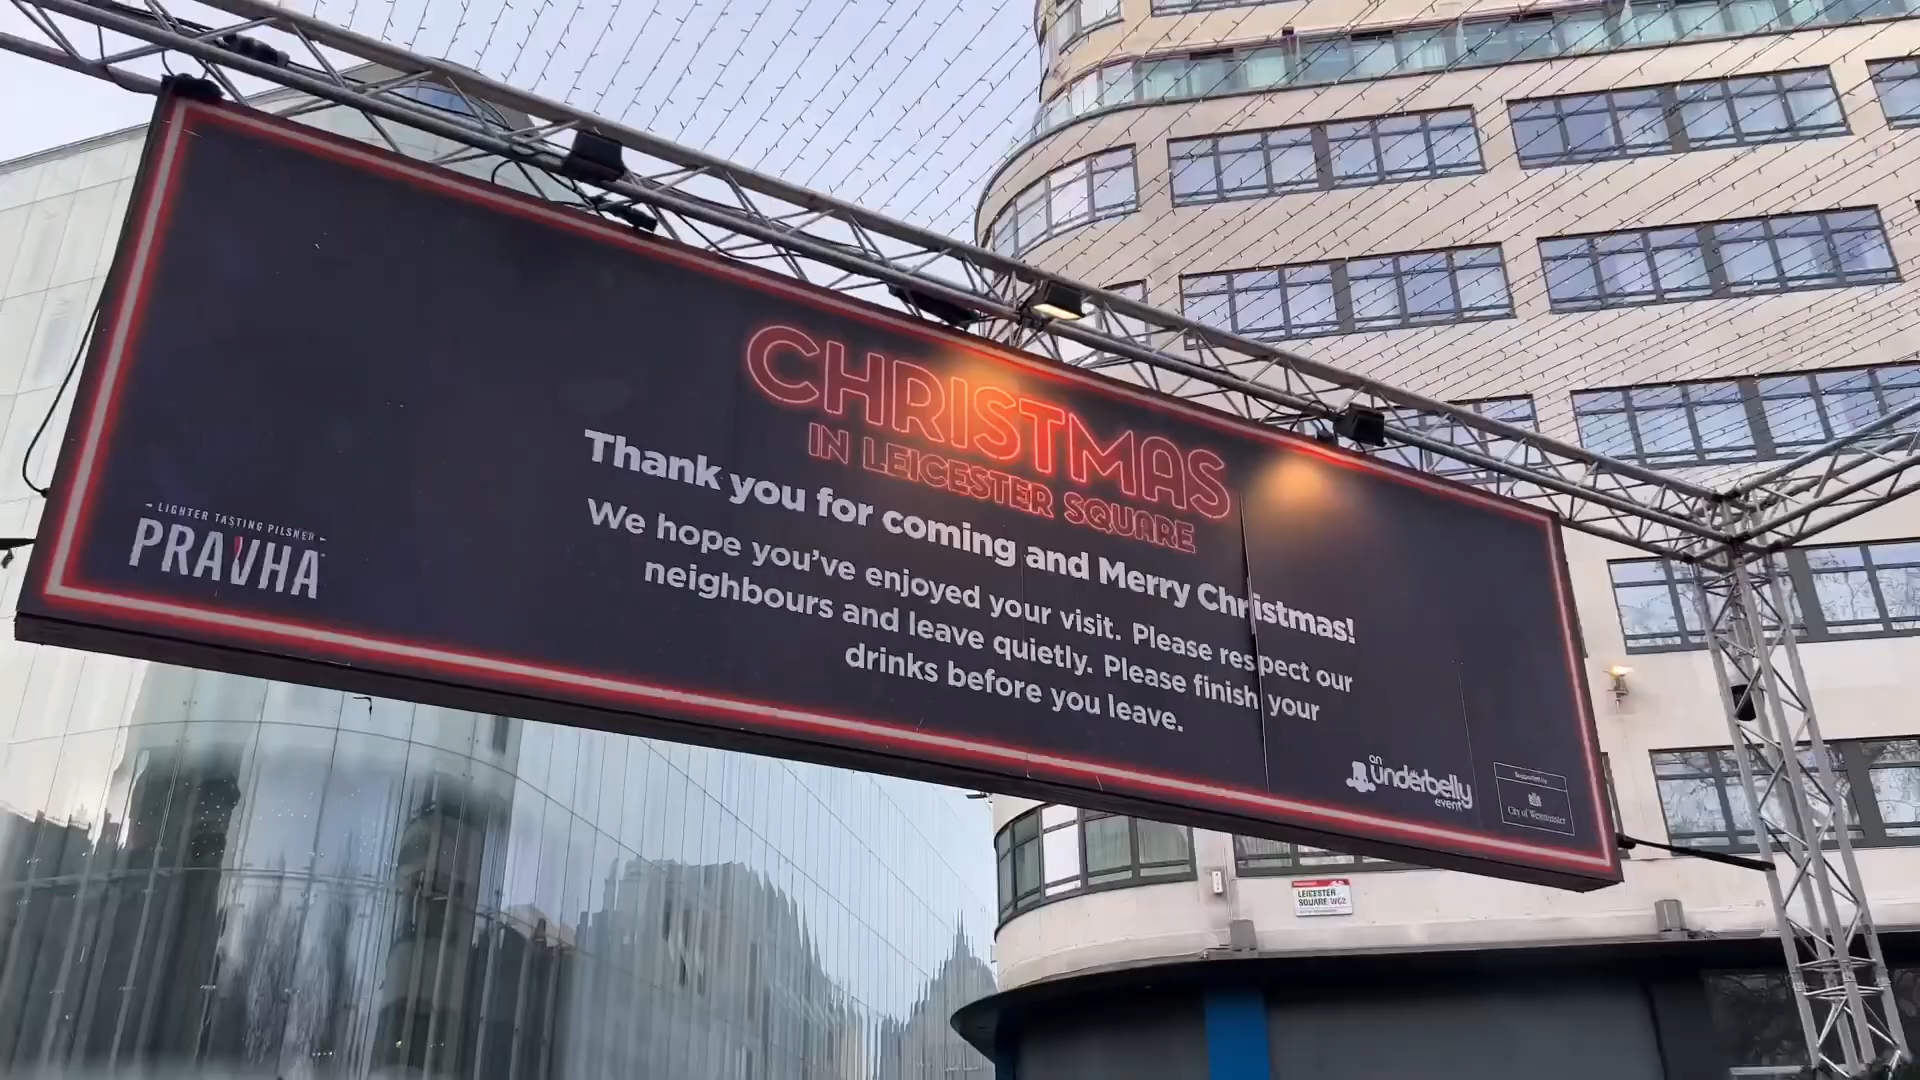 CHRISTMAS
IN LEICESTER SQUARE
Thank you for coming and Merry Christmas!
We hope you've enjoyed your visit. Please respect our
neighbours and leave quietly. Please finish your
drinks before you leave.
LIGHTER TASTING PILSNER
PRAVHA
an
underbelly
event
Supported by
City of Westminster
LEICESTER
SQUARE WC2